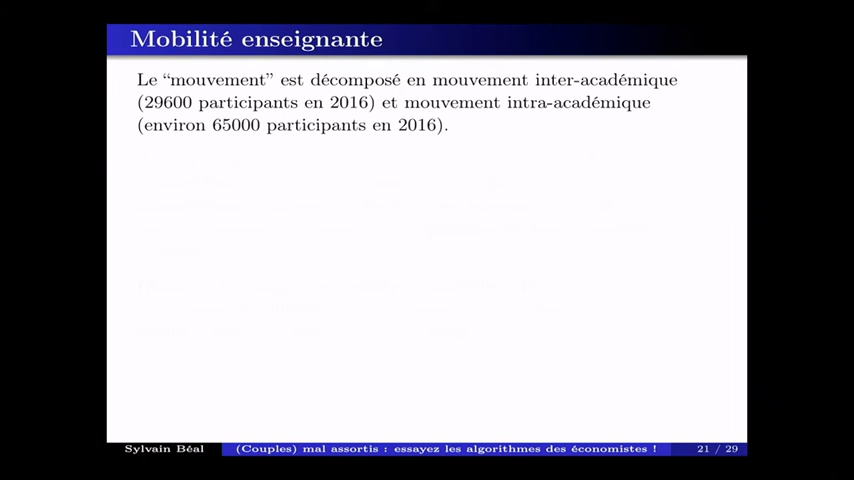 Mobilité enseignante
Le “mouvement” est décomposé en mouvement inter-académique
(29600 participants en 2016) et mouvement intra-académique
(environ 65000 participants en 2016).
Sylvain Béal (Couples) mal assortis : essayez les algorithmes des économistes ! 21 / 29